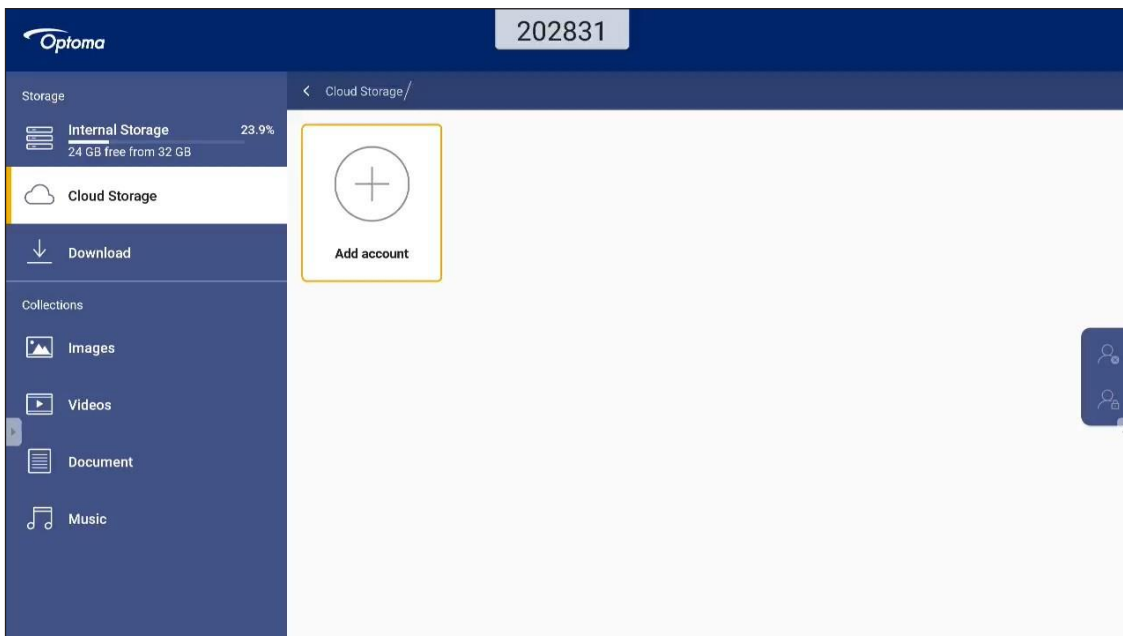 Optoma
202831
Storage
Internal Storage 23.9%
24 GB free from 32 GB
Cloud Storage
Download
Collections
Images
Videos
Document
Music
Cloud Storage/
Add account